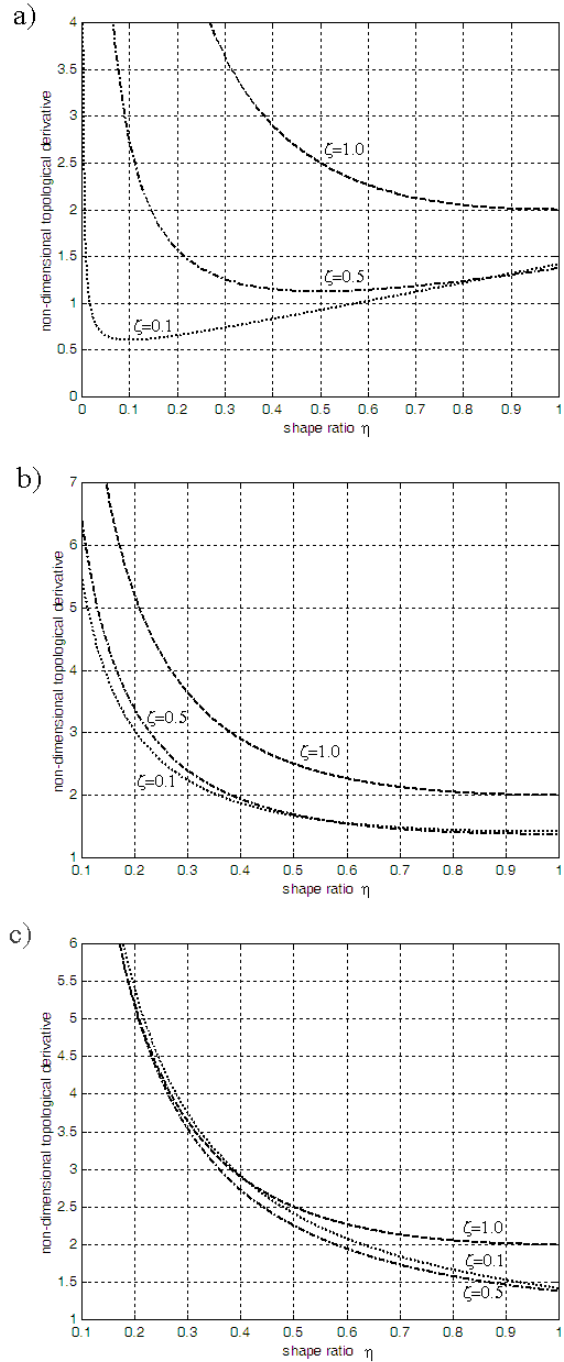 a)
4
3.5
3
2.5
2
1.5
1
0.5
0
non-dimensional topological derivative
ζ=1.0
ζ=0.5
ζ=0.1
0 0.1 0.2 0.3 0.4 0.5 0.6 0.7 0.8 0.9 1
shape ratio η
b)
7
6
5
4
3
2
1
non-dimensional topological derivative
ζ=0.5
ζ=1.0
ζ=0.1
0.1 0.2 0.3 0.4 0.5 0.6 0.7 0.8 0.9 1
shape ratio η
c)
6
5.5
5
4.5
4
3.5
3
2.5
2
1.5
1
non-dimensional topological derivative
ζ=1.0
ζ=0.1
ζ=0.5
0.1 0.2 0.3 0.4 0.5 0.6 0.7 0.8 0.9 1
shape ratio η